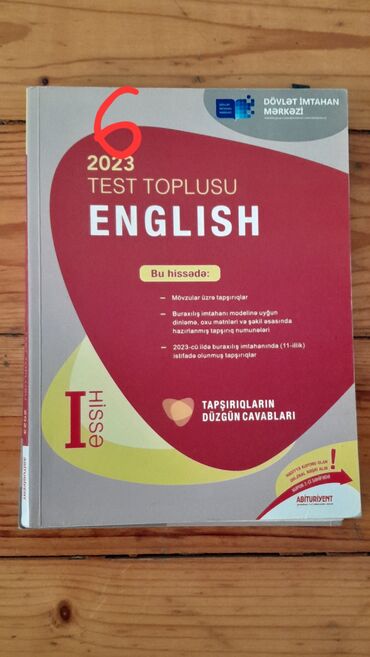 6
DÖVLƏT İMTAHAN
MƏRKƏZİ
2023
TEST TOPLUSU
ENGLISH
Bu hissədə:
— Mövzular üzrə tapşırıqlar
— Buraxılış imtahanı modelinə uyğun
dinləmə, oxu mətnləri və şəkil əsasında
hazırlanmış tapşırıq nümunələri
— 2023-cü ildə buraxılış imtahanında (11-illik)
istifadə olunmuş tapşırıqlar
I Hissə
TAPŞIRIQLARIN
DÜZGÜN CAVABLARI
ABITURIYENT
2023
ABITURIYENT